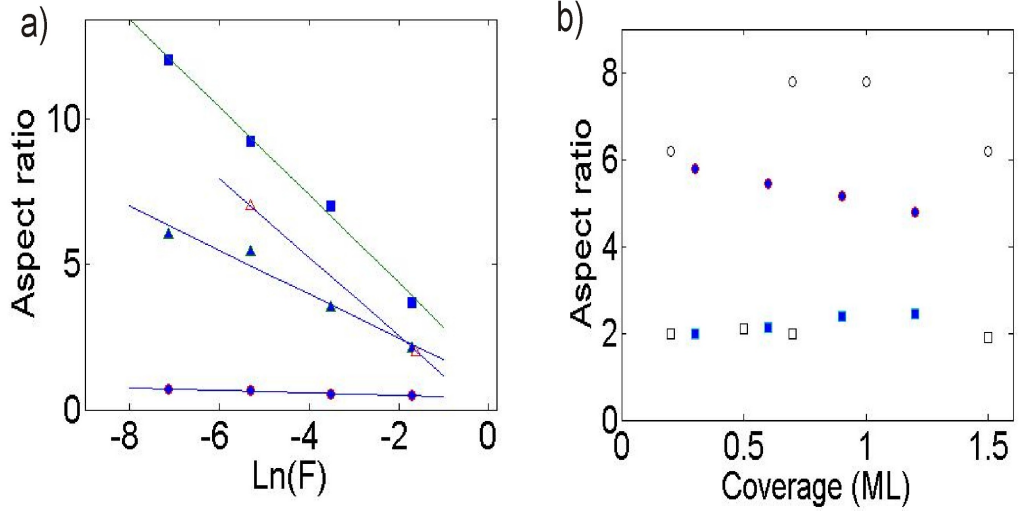 a)
Aspect ratio
10
5
0
-8 -6 -4 -2 0
Ln(F)
b)
Aspect ratio
8
6
4
2
0
0 0.5 1 1.5
Coverage (ML)